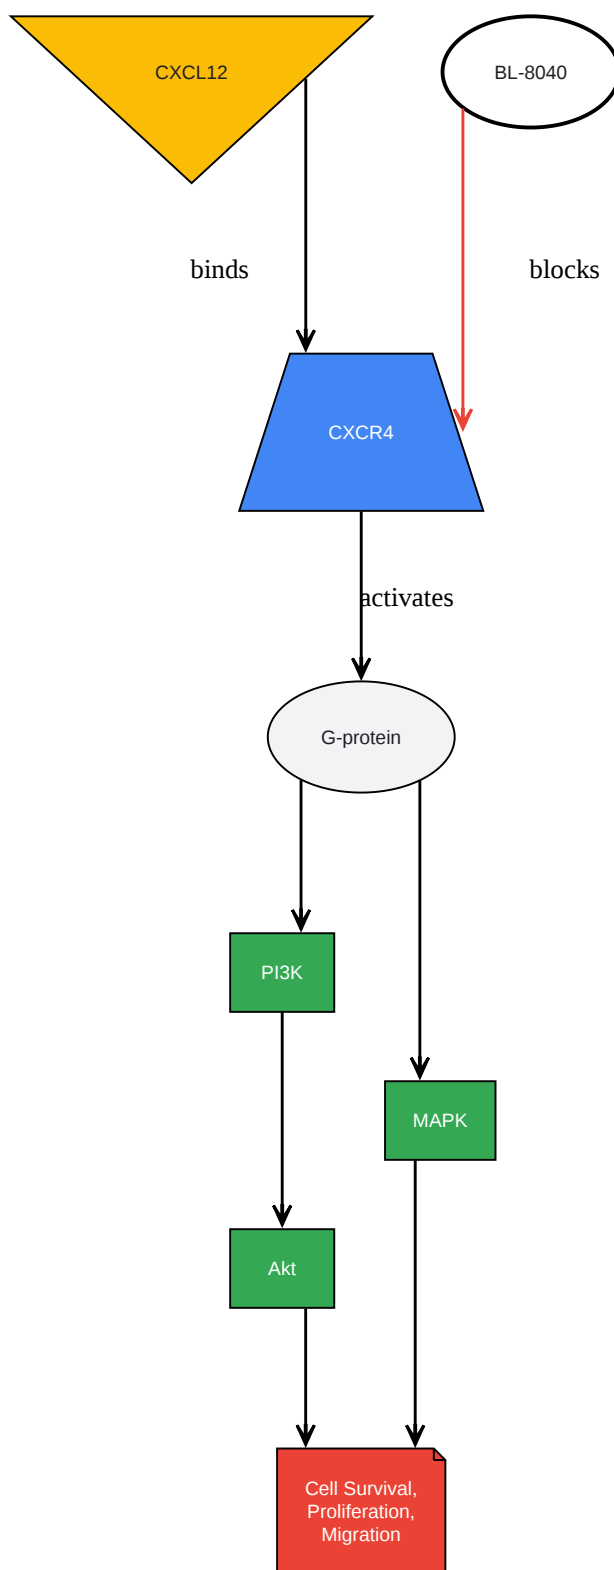 CXCL12
BL-8040
binds
blocks
CXCR4
activates
G-protein
PI3K
MAPK
Akt
Cell Survival,
Proliferation,
Migration